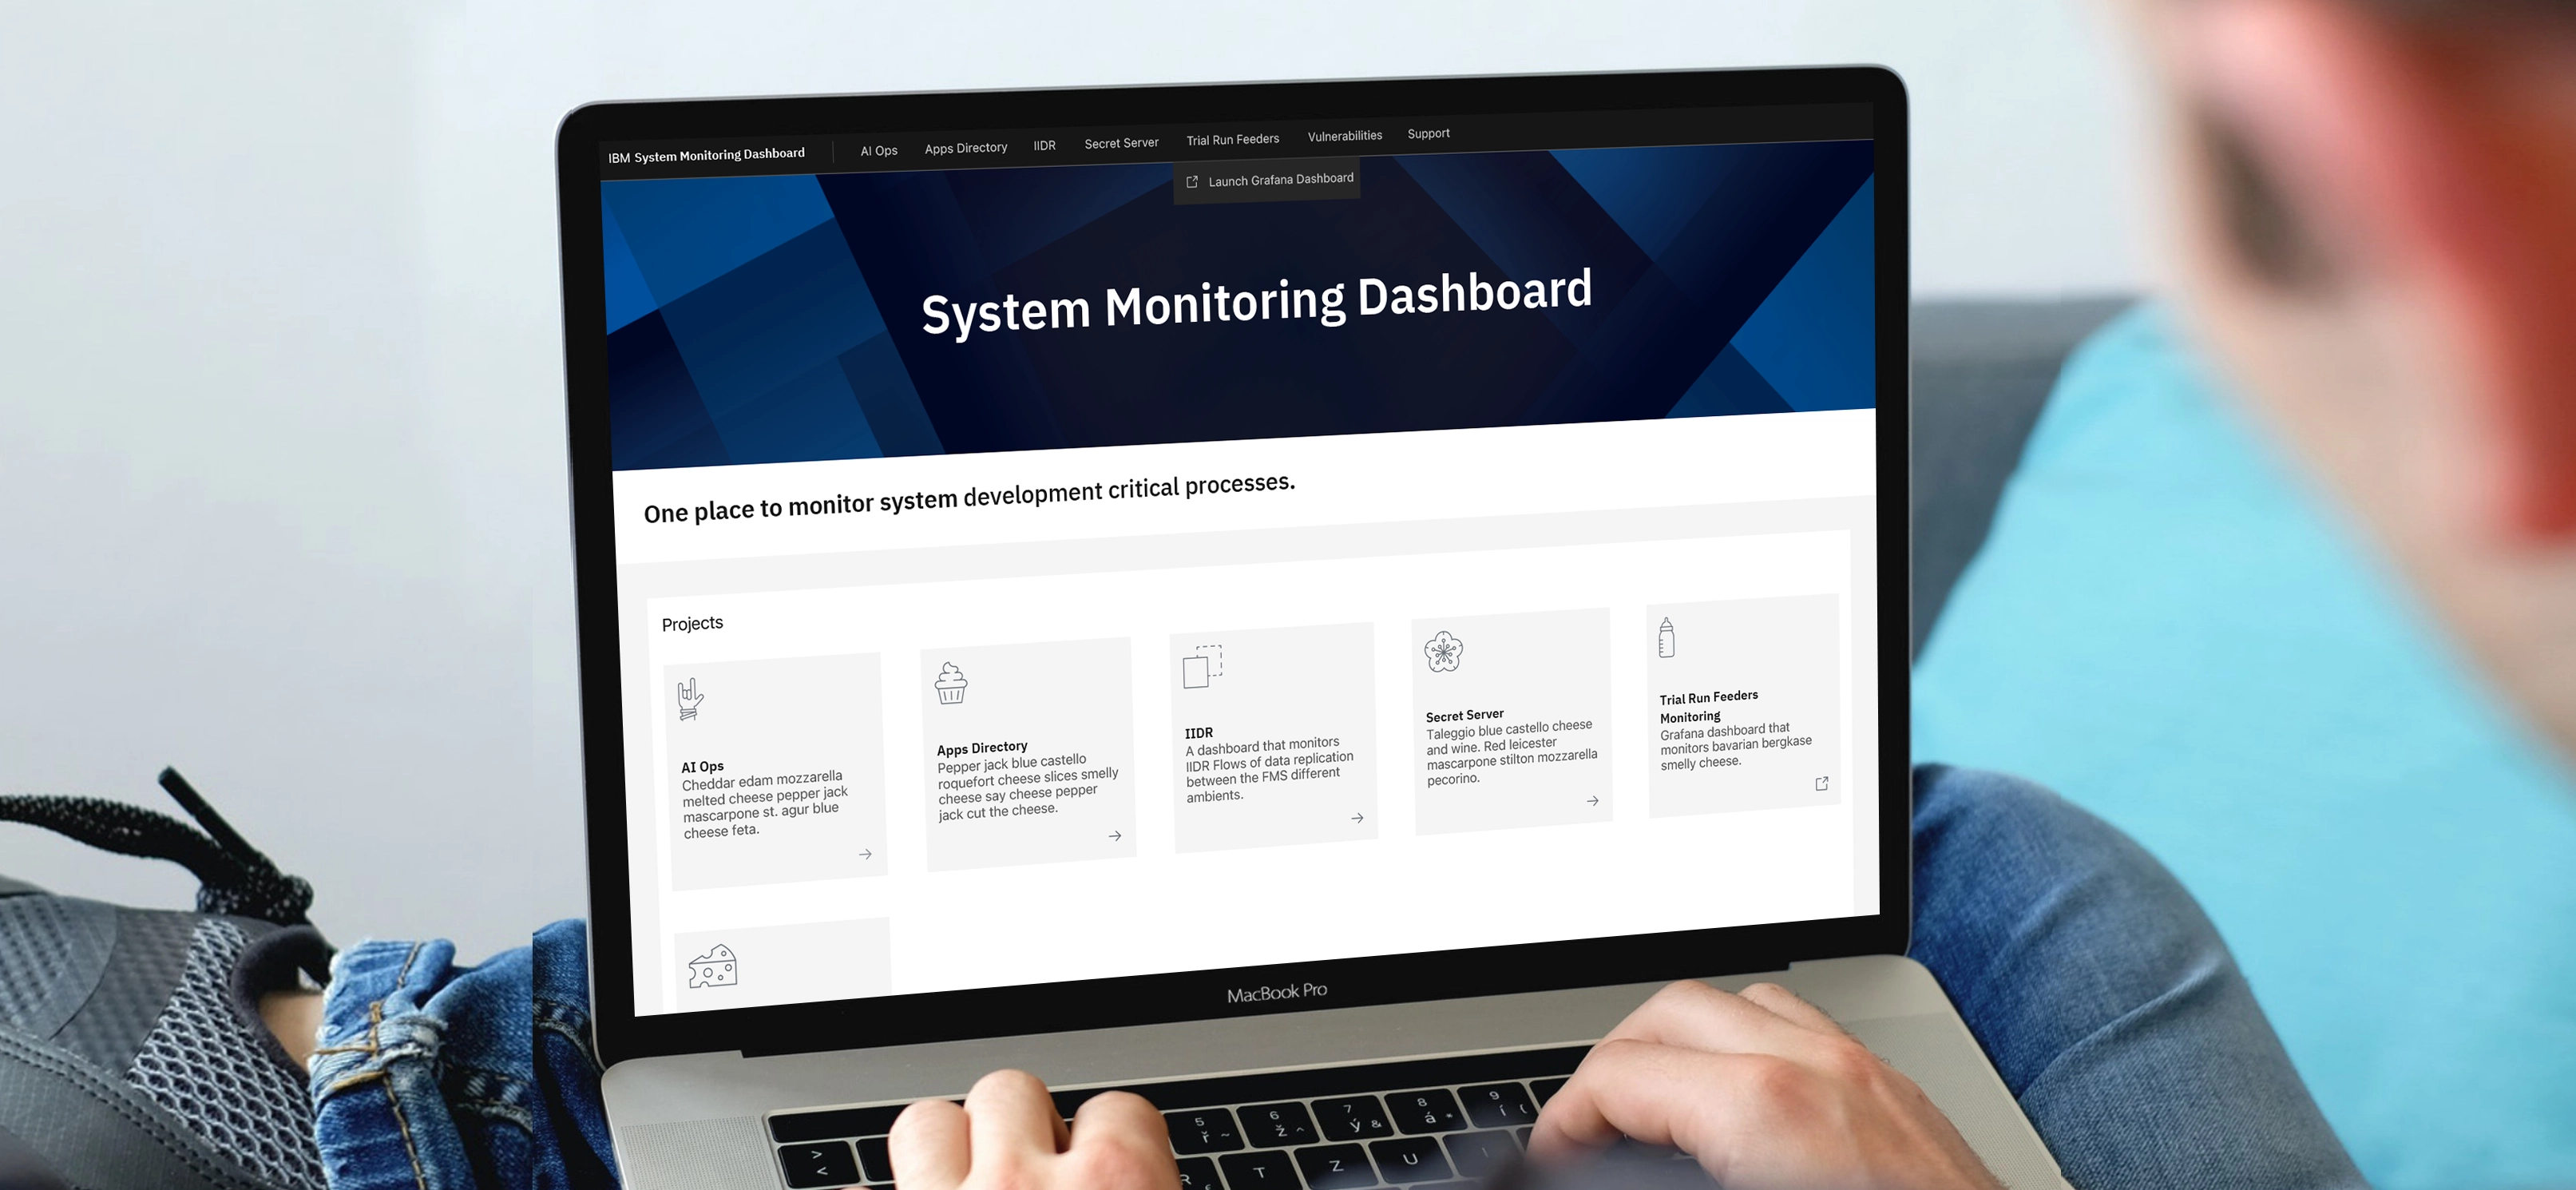 IBM System Monitoring Dashboard
AI Ops
Apps Directory
IIDR
Secret Server
Trial Run Feeders
Vulnerabilities
Support
Launch Grafana Dashboard
System Monitoring Dashboard
One place to monitor system development critical processes.
Projects
AI Ops
Cheddar edam mozzarella
melted cheese pepper jack
mascarpone st. agur blue
cheese feta.
Apps Directory
Pepper jack blue castello
roquefort cheese slices smelly
cheese say cheese pepper
jack cut the cheese.
IIDR
A dashboard that monitors
IIDR Flows of data replication
between the FMS different
ambients.
Secret Server
Taleggio blue castello cheese
and wine. Red leicester
mascarpone stilton mozzarella
pecorino.
Trial Run Feeders
Monitoring
Grafana dashboard that
monitors bavarian bergkase
smelly cheese.
MacBook Pro
5 6 7 8 9
ř ~ ž ^ ý & á * í (
>
<
R T Z U